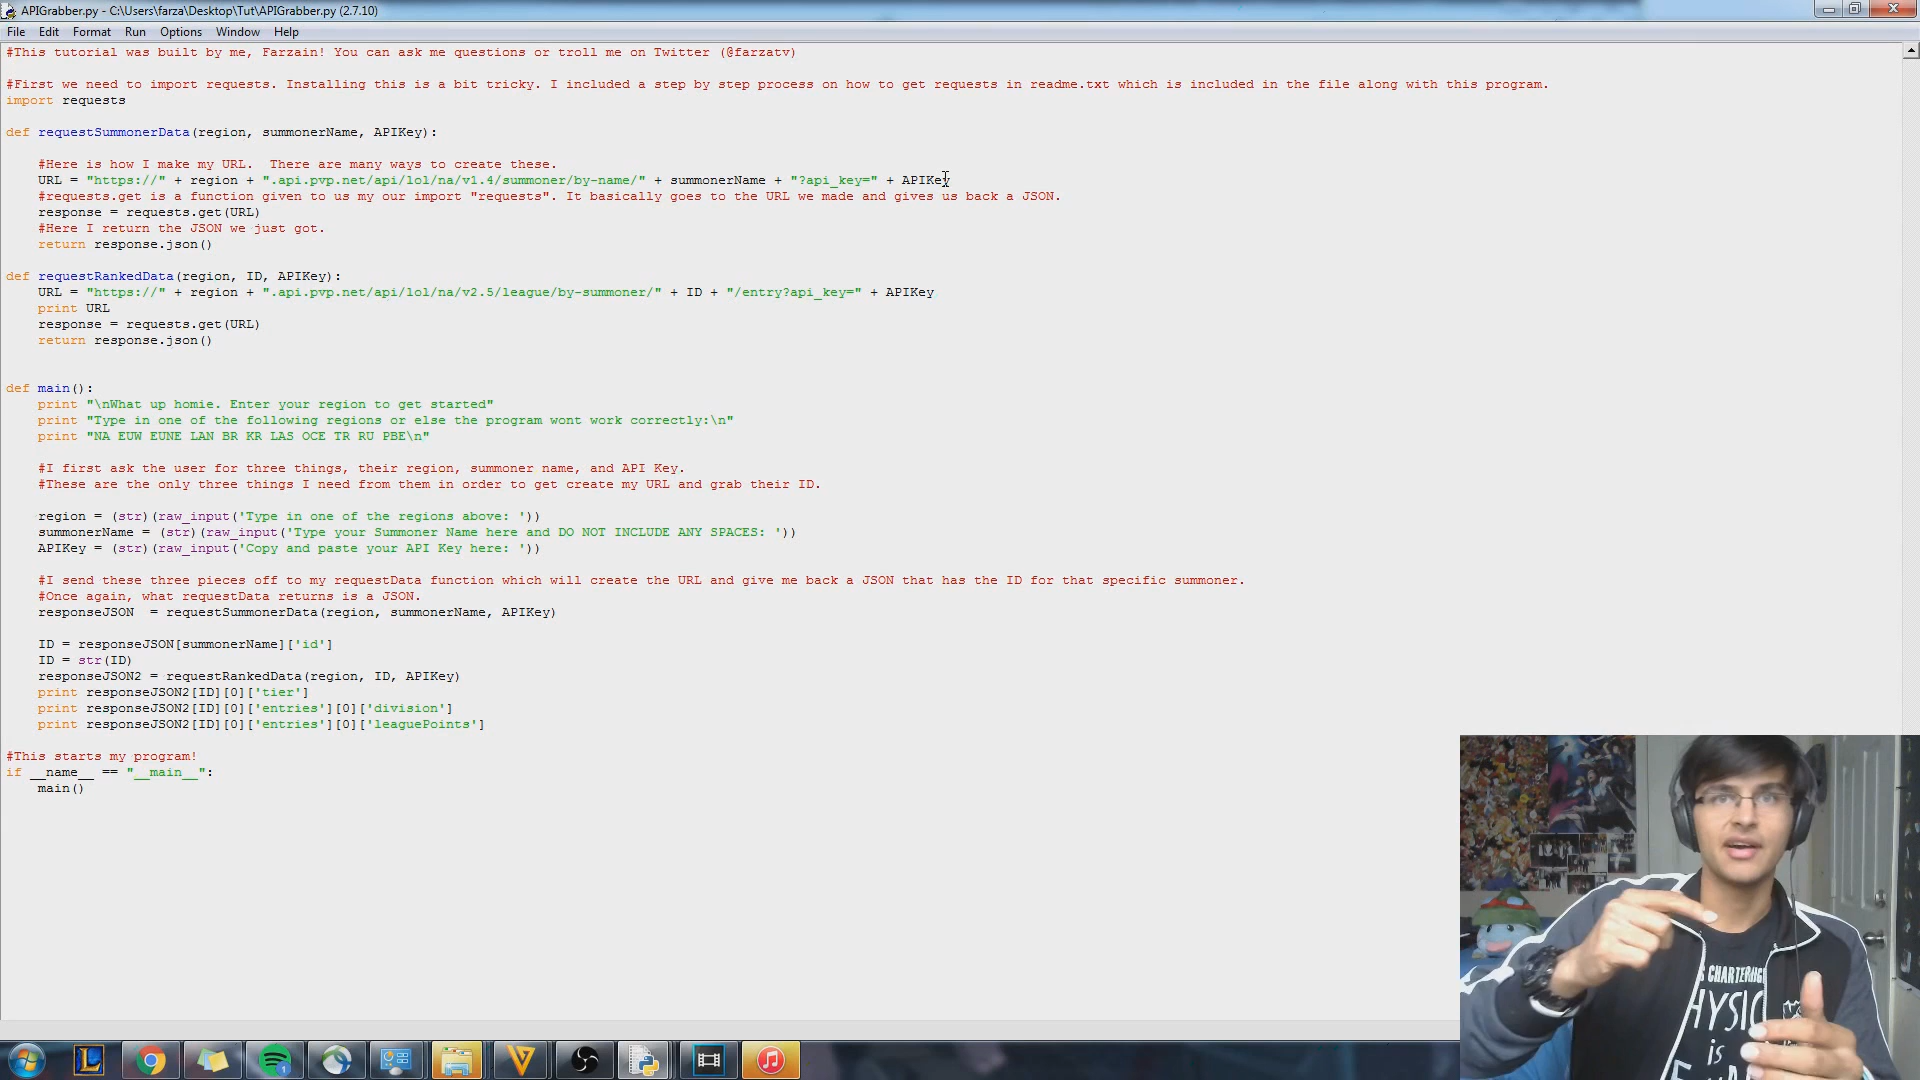 APIGrabber.py - C:\Users\farza\Desktop\Tut\APIGrabber.py (2.7.10)
File Edit Format Run Options Window Help
#This tutorial was built by me, Farzain! You can ask me questions or troll me on Twitter (@farzatv)
#First we need to import requests. Installing this is a bit tricky. I included a step by step process on how to get requests in readme.txt which is included in the file along with this program.
import requests
def requestSummonerData(region, summonerName, APIKey):
#Here is how I make my URL.  There are many ways to create these.
URL = "https://" + region + ".api.pvp.net/api/lol/na/v1.4/summoner/by-name/" + summonerName + "?api_key=" + APIKey
#requests.get is a function given to us my our import "requests". It basically goes to the URL we made and gives us back a JSON.
response = requests.get(URL)
#Here I return the JSON we just got.
return response.json()
def requestRankedData(region, ID, APIKey):
URL = "https://" + region + ".api.pvp.net/api/lol/na/v2.5/league/by-summoner/" + ID + "/entry?api_key=" + APIKey
print URL
response = requests.get(URL)
return response.json()
def main():
print "\nWhat up homie. Enter your region to get started"
print "Type in one of the following regions or else the program wont work correctly:\n"
print "NA EUW EUNE LAN BR KR LAS OCE TR RU PBE\n"
#I first ask the user for three things, their region, summoner name, and API Key.
#These are the only three things I need from them in order to get create my URL and grab their ID.
region = (str)(raw_input('Type in one of the regions above: '))
summonerName = (str)(raw_input('Type your Summoner Name here and DO NOT INCLUDE ANY SPACES: '))
APIKey = (str)(raw_input('Copy and paste your API Key here: '))
#I send these three pieces off to my requestData function which will create the URL and give me back a JSON that has the ID for that specific summoner.
#Once again, what requestData returns is a JSON.
responseJSON  = requestSummonerData(region, summonerName, APIKey)
ID = responseJSON[summonerName]['id']
ID = str(ID)
responseJSON2 = requestRankedData(region, ID, APIKey)
print responseJSON2[ID][0]['tier']
print responseJSON2[ID][0]['entries'][0]['division']
print responseJSON2[ID][0]['entries'][0]['leaguePoints']
#This starts my program!
if __name__ == "__main__":
main()
is